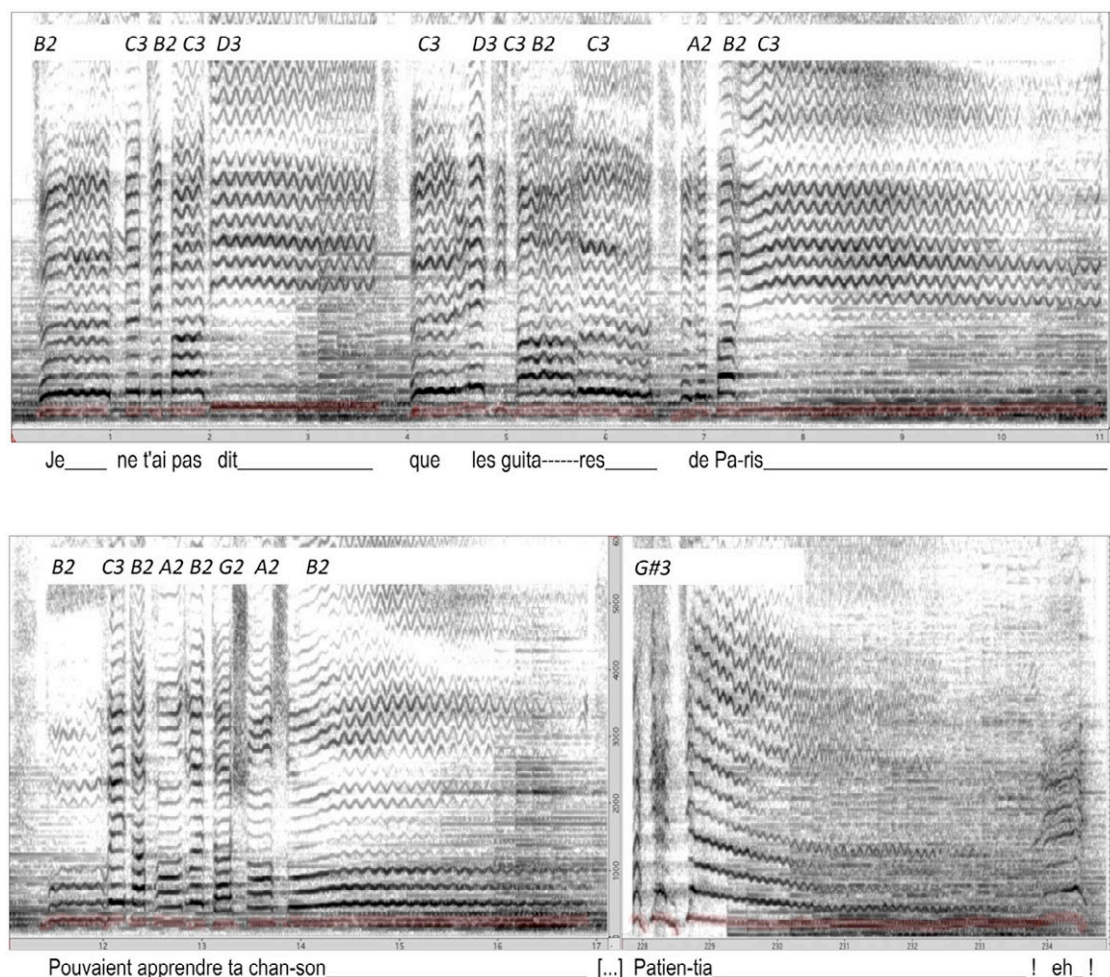 B2 C3 B2 C3 D3 C3 D3 C3 B2 C3 A2 B2 C3
1 2 3 4 5 6 7 8 9 10 11
Je____ ne t'ai pas dit_____________ que les guita------res_____ de Pa-ris________________________________
B2 C3 B2 A2 B2 G2 A2 B2
G#3
5000
4000
3000
2000
1000
12 13 14 15 16 17
228 229 230 231 232 233 234
Pouvaient apprendre ta chan-son_________________________ [...] Patien-tia______________________________! eh_ !